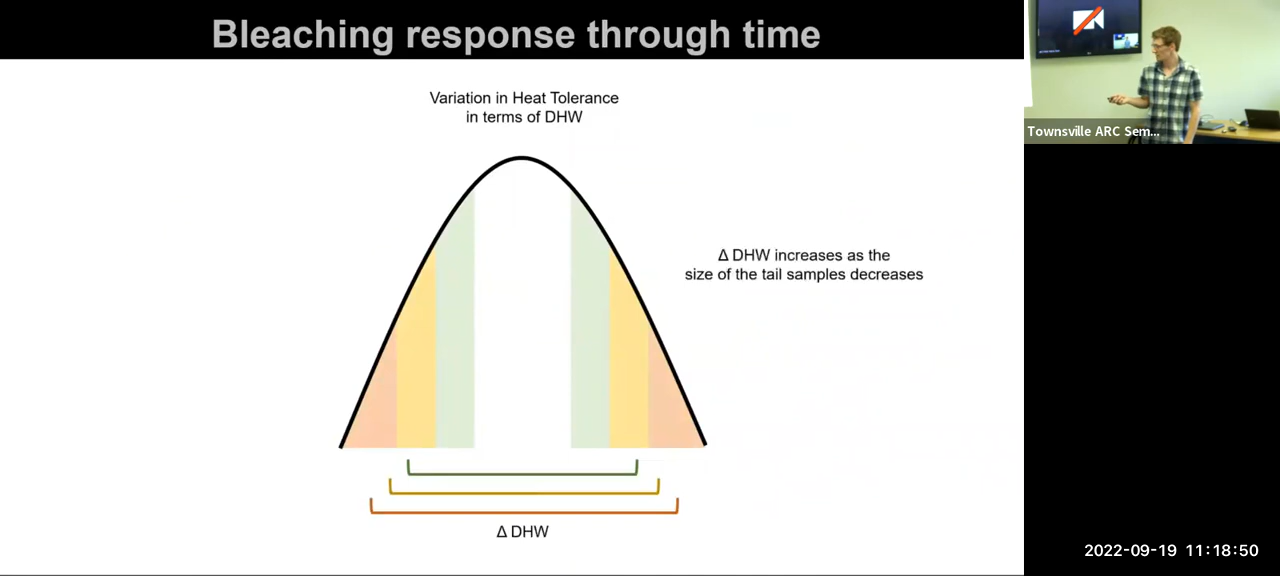 Bleaching response through time
Variation in Heat Tolerance
in terms of DHW
Δ DHW increases as the
size of the tail samples decreases
Δ DHW
Townsville ARC Sem...
2022-09-19 11:18:50